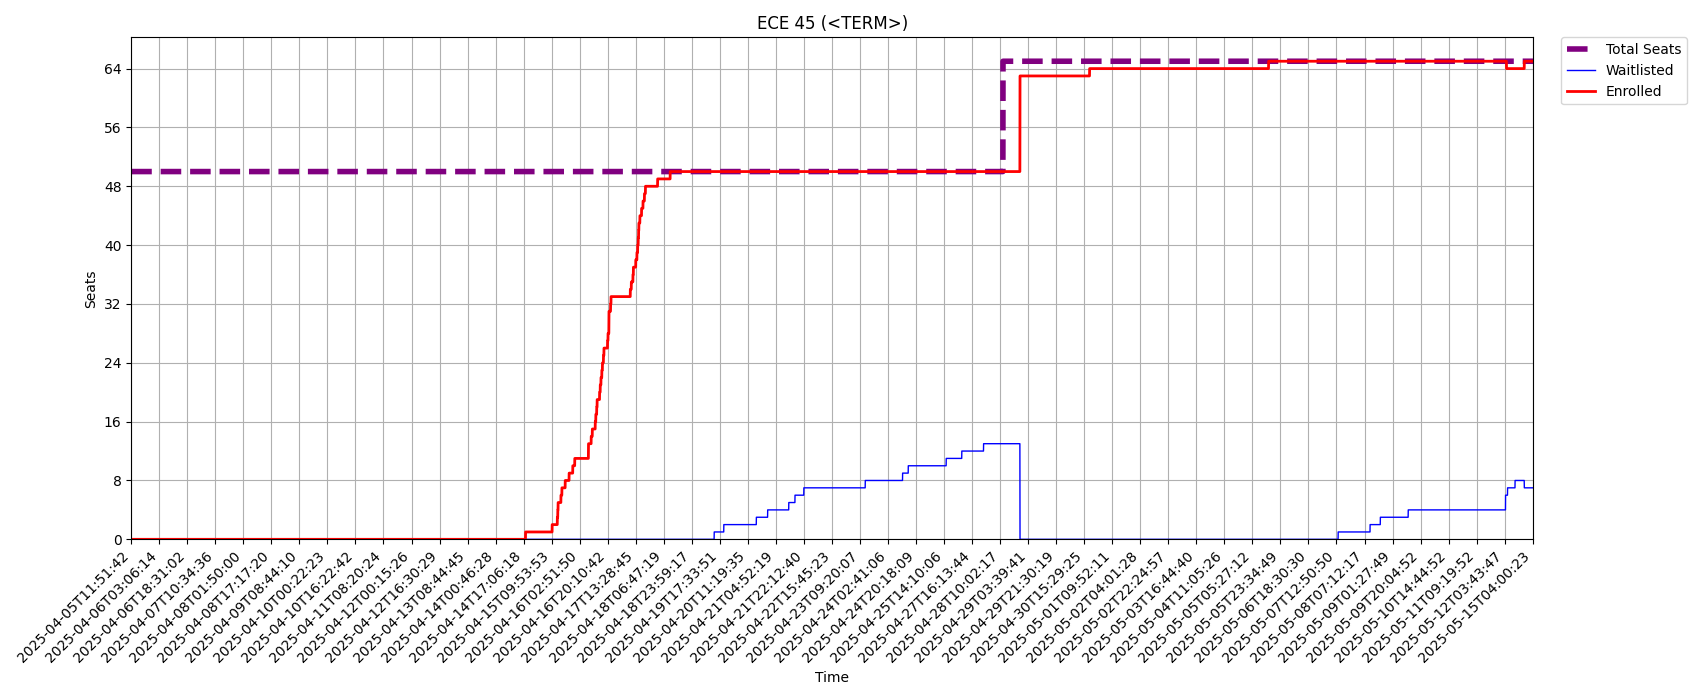 ECE 45 (<TERM>)
Total Seats
Waitlisted
Enrolled
64
56
48
40
32
24
16
8
0
Seats
2025-04-05T11:51:42
2025-04-06T03:06:14
2025-04-06T18:31:02
2025-04-07T10:34:36
2025-04-08T01:50:00
2025-04-08T17:17:20
2025-04-09T08:44:10
2025-04-10T00:22:23
2025-04-10T16:22:42
2025-04-11T08:20:24
2025-04-12T00:15:26
2025-04-12T16:30:29
2025-04-13T08:44:45
2025-04-14T00:46:28
2025-04-14T17:06:18
2025-04-15T09:53:53
2025-04-16T02:51:50
2025-04-16T20:10:42
2025-04-17T13:28:45
2025-04-18T06:47:19
2025-04-18T23:59:17
2025-04-19T17:33:51
2025-04-20T11:19:35
2025-04-21T04:52:19
2025-04-21T22:12:40
2025-04-22T15:45:23
2025-04-23T09:20:07
2025-04-24T02:41:06
2025-04-24T20:18:09
2025-04-25T14:10:06
2025-04-27T16:13:44
2025-04-28T10:02:17
2025-04-29T03:39:41
2025-04-29T21:30:19
2025-04-30T15:29:25
2025-05-01T09:52:11
2025-05-02T04:01:28
2025-05-02T22:24:57
2025-05-03T16:44:40
2025-05-04T11:05:26
2025-05-05T05:27:12
2025-05-05T23:34:49
2025-05-06T18:30:30
2025-05-07T12:50:50
2025-05-08T07:12:17
2025-05-09T01:27:49
2025-05-09T20:04:52
2025-05-10T14:44:52
2025-05-11T09:19:52
2025-05-12T03:43:47
2025-05-15T04:00:23
Time